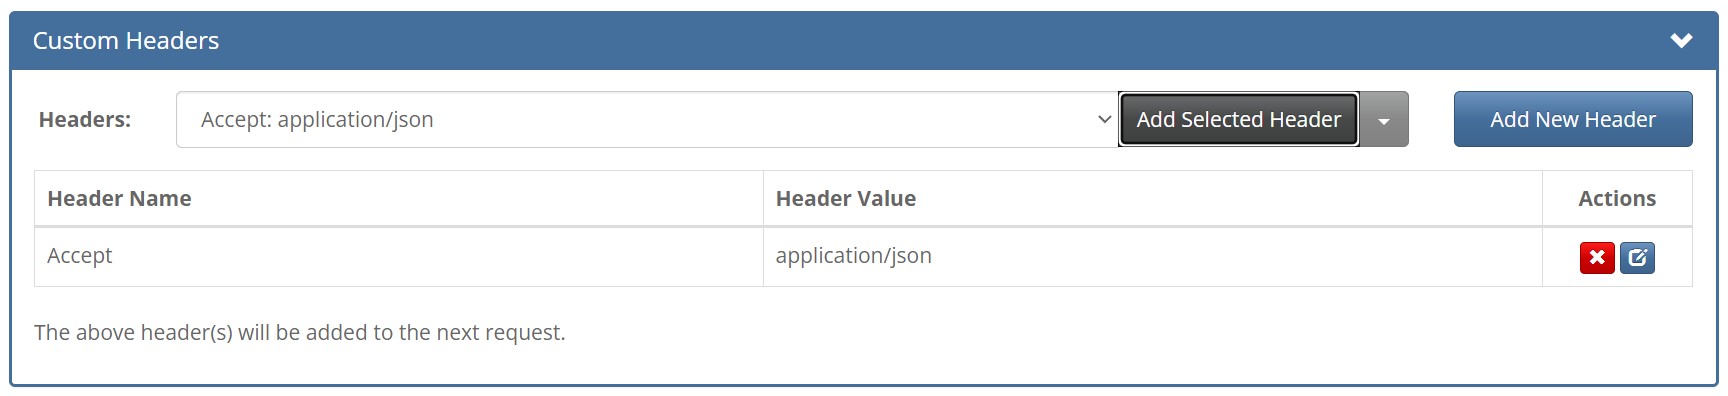 Custom Headers
Headers: Accept: application/json Add Selected Header Add New Header
Header Name Header Value Actions
Accept application/json
The above header(s) will be added to the next request.